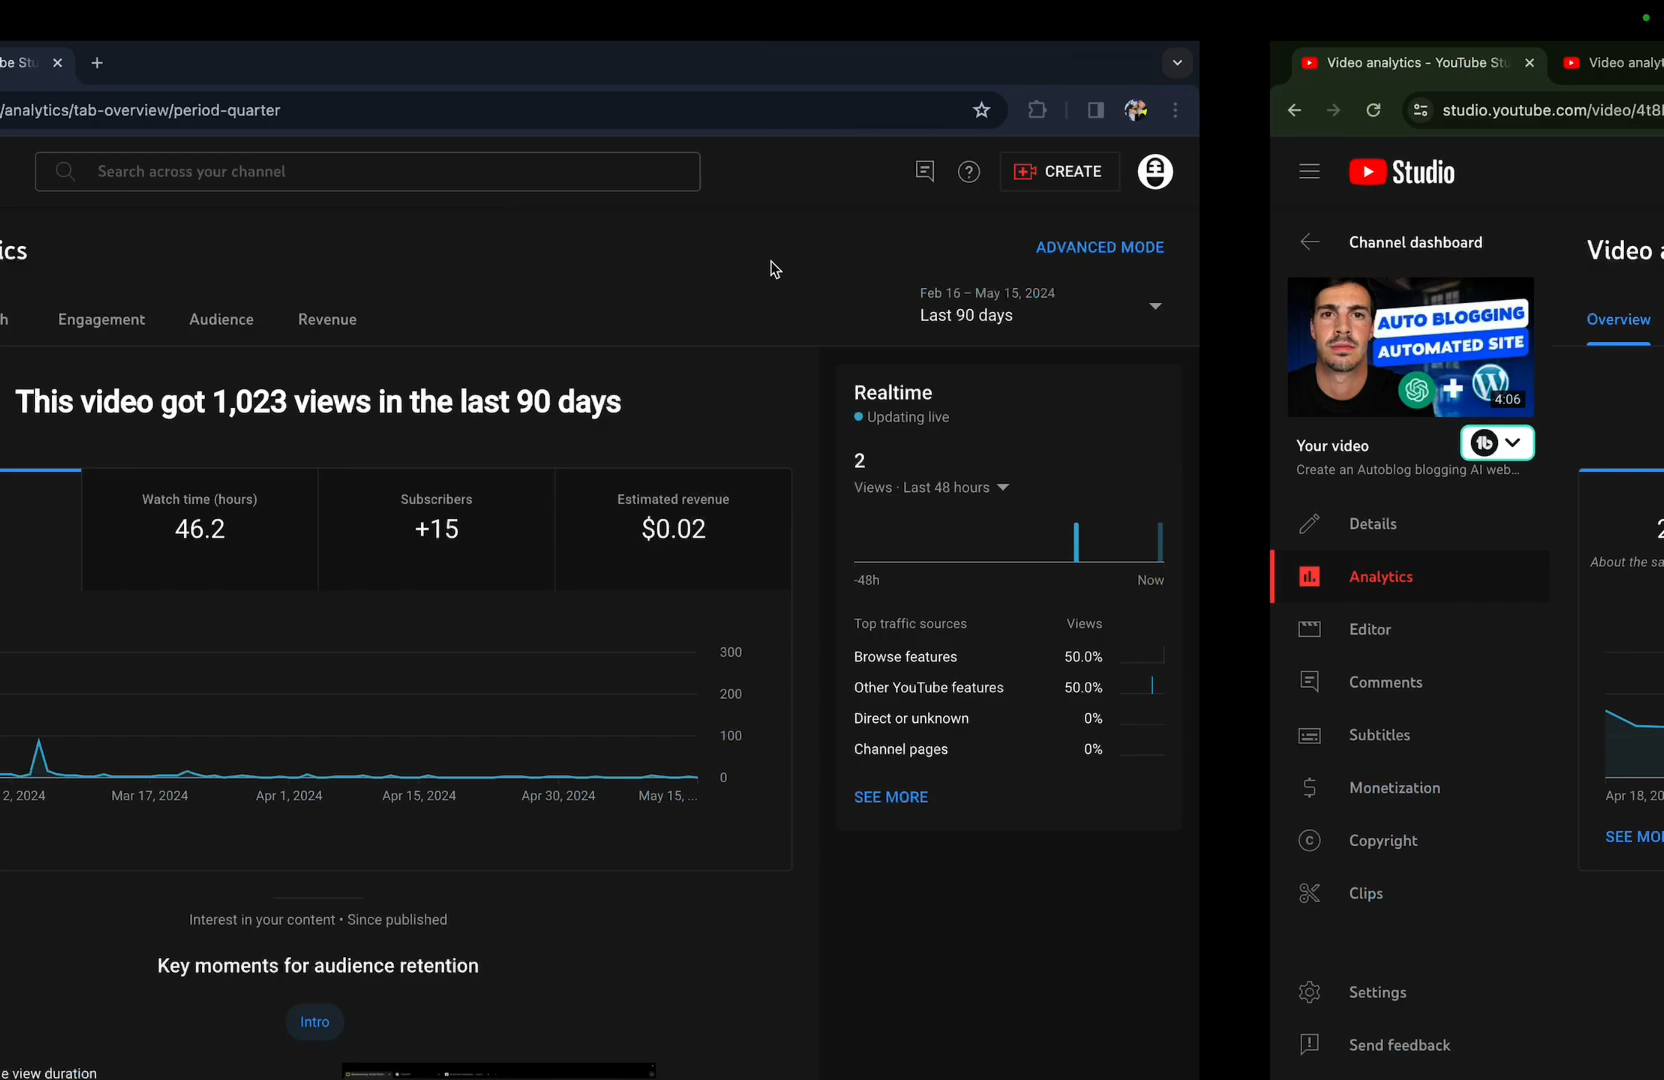 be Stu
/analytics/tab-overview/period-quarter
Search across your channel
CREATE
ics
ADVANCED MODE
Feb 16 – May 15, 2024
Last 90 days
h
Engagement
Audience
Revenue
This video got 1,023 views in the last 90 days
Watch time (hours)
46.2
Subscribers
+15
Estimated revenue
$0.02
300
200
100
0
2, 2024
Mar 17, 2024
Apr 1, 2024
Apr 15, 2024
Apr 30, 2024
May 15, ...
Interest in your content • Since published
Key moments for audience retention
Intro
e view duration
Realtime
Updating live
2
Views · Last 48 hours
-48h
Now
Top traffic sources
Views
Browse features
50.0%
Other YouTube features
50.0%
Direct or unknown
0%
Channel pages
0%
SEE MORE
Video analytics - YouTube Stu
Video analyt
studio.youtube.com/video/4t8
Studio
Channel dashboard
AUTO BLOGGING
AUTOMATED SITE
4:06
Your video
Create an Autoblog blogging AI web...
Details
Analytics
Editor
Comments
Subtitles
Monetization
Copyright
Clips
Settings
Send feedback
Video a
Overview
2
About the sa
Apr 18, 20
SEE MO